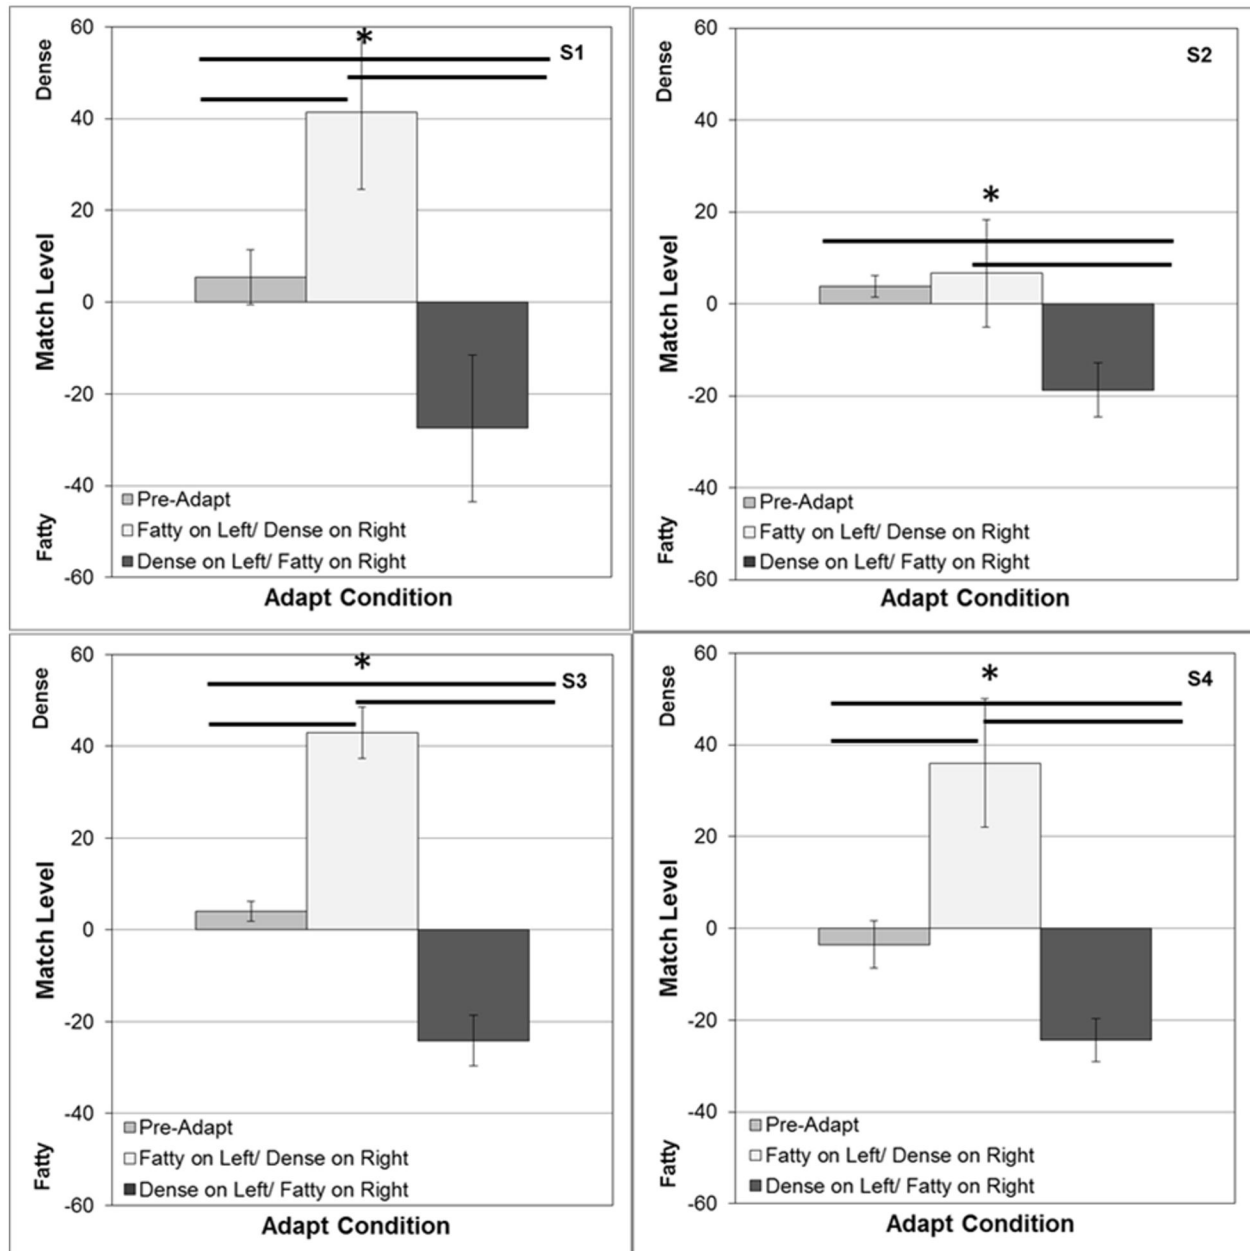 60
40
20
0
-20
-40
-60
Dense
Match Level
Fatty
*
S1
Pre-Adapt
Fatty on Left/ Dense on Right
Dense on Left/ Fatty on Right
Adapt Condition
60
40
20
0
-20
-40
-60
Dense
Match Level
Fatty
*
S2
Pre-Adapt
Fatty on Left/ Dense on Right
Dense on Left/ Fatty on Right
Adapt Condition
60
40
20
0
-20
-40
-60
Dense
Match Level
Fatty
*
S3
Pre-Adapt
Fatty on Left/ Dense on Right
Dense on Left/ Fatty on Right
Adapt Condition
60
40
20
0
-20
-40
-60
Dense
Match Level
Fatty
*
S4
Pre-Adapt
Fatty on Left/ Dense on Right
Dense on Left/ Fatty on Right
Adapt Condition